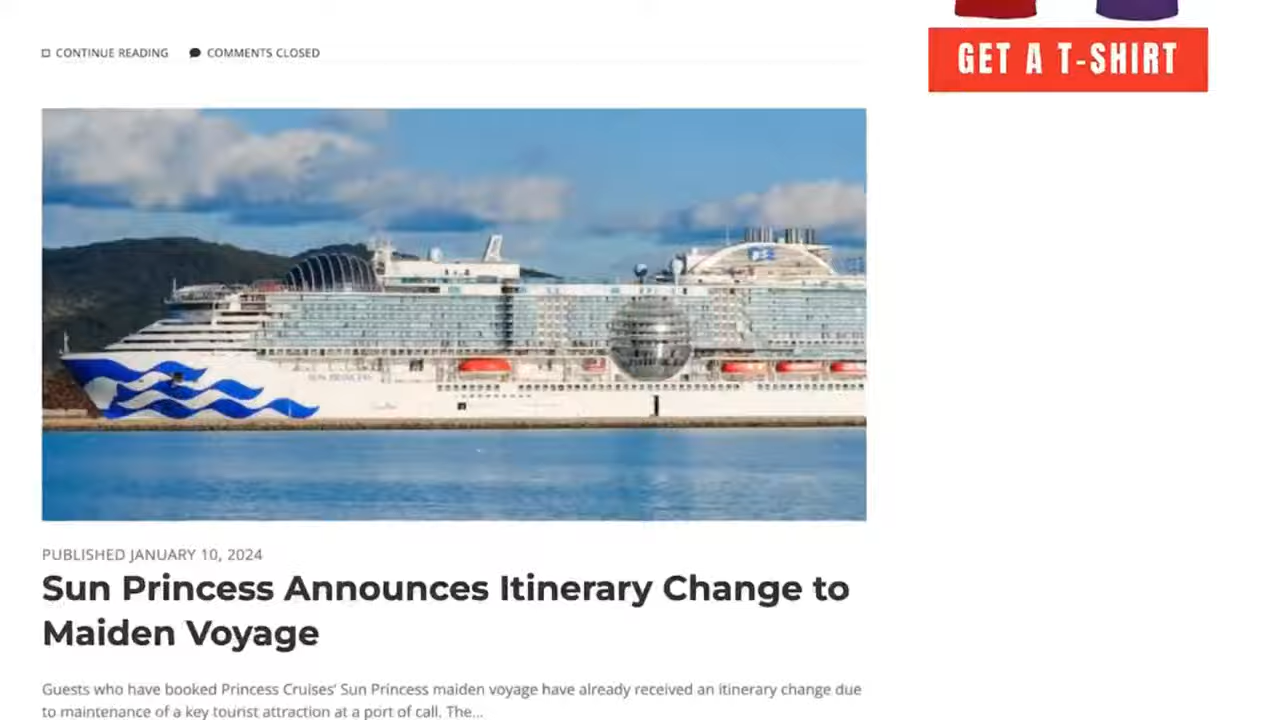 CONTINUE READING COMMENTS CLOSED
GET A T-SHIRT
SUN PRINCESS
PUBLISHED JANUARY 10, 2024
Sun Princess Announces Itinerary Change to
Maiden Voyage
Guests who have booked Princess Cruises' Sun Princess maiden voyage have already received an itinerary change due
to maintenance of a key tourist attraction at a port of call. The...